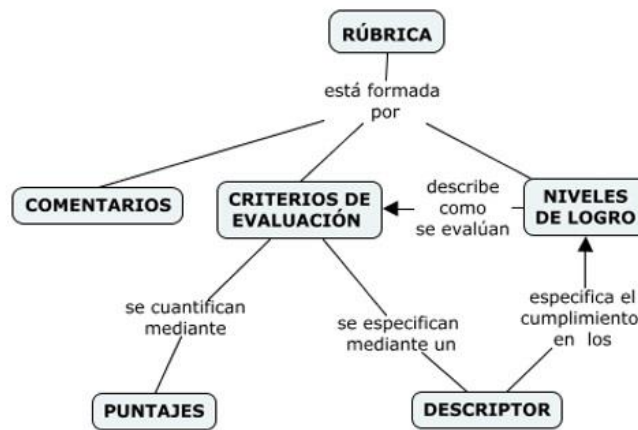 RÚBRICA
está formada
por
COMENTARIOS
CRITERIOS DE
EVALUACIÓN
describe
como
se evalúan
NIVELES
DE LOGRO
se cuantifican
mediante
se especifican
mediante un
especifica el
cumplimiento
en los
PUNTAJES
DESCRIPTOR